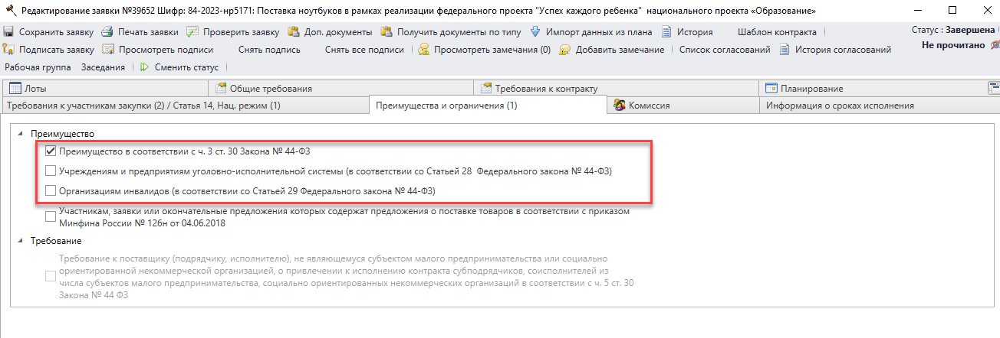 Редактирование заявки №39652 Шифр: 84-2023-нр5171: Поставка ноутбуков в рамках реализации федерального проекта "Успех каждого ребенка" национального проекта «Образование»
Сохранить заявку Печать заявки Проверить заявку Доп. документы Получить документы по типу Импорт данных из плана История Шаблон контракта Статус : Завершена
Подписать заявку Просмотреть подписи Снять подпись Снять все подписи Просмотреть замечания (0) Добавить замечание Список согласований История согласований Не прочитано
Рабочая группа Заседания Сменить статус
Лоты Общие требования Требования к контракту Планирование
Требования к участникам закупки (2) / Статья 14, Нац. режим (1) Преимущества и ограничения (1) Комиссия Информация о сроках исполнения
Преимущество
Преимущество в соответствии с ч. 3 ст. 30 Закона № 44-ФЗ
Учреждениям и предприятиям уголовно-исполнительной системы (в соответствии со Статьей 28 Федерального закона № 44-ФЗ)
Организациям инвалидов (в соответствии со Статьей 29 Федерального закона № 44-ФЗ)
Участникам, заявки или окончательные предложения которых содержат предложения о поставке товаров в соответствии с приказом
Минфина России № 126н от 04.06.2018
Требование
Требование к поставщику (подрядчику, исполнителю), не являющемуся субъектом малого предпринимательства или социально
ориентированной некоммерческой организацией, о привлечении к исполнению контракта субподрядчиков, соисполнителей из
числа субъектов малого предпринимательства, социально ориентированных некоммерческих организаций в соответствии с ч. 5 ст. 30
Закона № 44 ФЗ